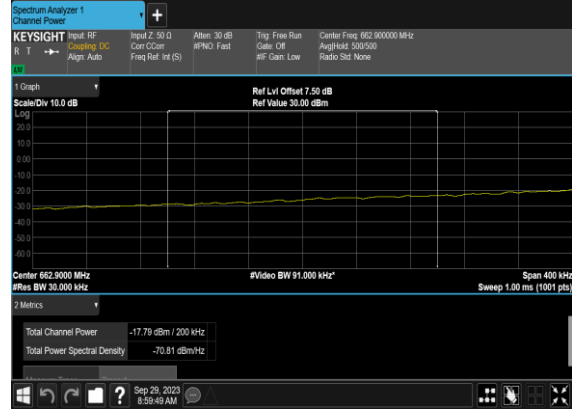 Spectrum Analyzer 1
Channel Power
KEYSIGHT Input: RF Input Z: 50 Ω Atten: 30 dB Trig: Free Run Center Freq: 662.900000 MHz
R T Coupling: DC Corr CCorr #PNO: Fast Gate: Off Avg|Hold: 500/500
Align: Auto Freq Ref: Int (S) #IF Gain: Low Radio Std: None
LW
1 Graph
Ref Lvl Offset 7.50 dB
Scale/Div 10.0 dB Ref Value 30.00 dBm
Log
20.0
10.0
0.00
-10.0
-20.0
-30.0
-40.0
-50.0
-60.0
Center 662.9000 MHz #Video BW 91.000 kHz* Span 400 kHz
#Res BW 30.000 kHz Sweep 1.00 ms (1001 pts)
2 Metrics
Total Channel Power -17.79 dBm / 200 kHz
Total Power Spectral Density -70.81 dBm/Hz
Sep 29, 2023
8:59:49 AM